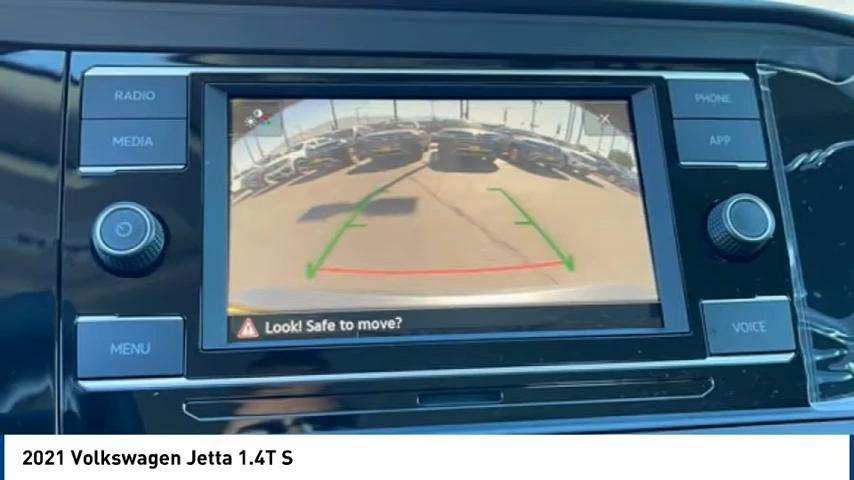 RADIO
PHONE
MEDIA
APP
Look! Safe to move?
MENU
VOICE
2021 Volkswagen Jetta 1.4T S